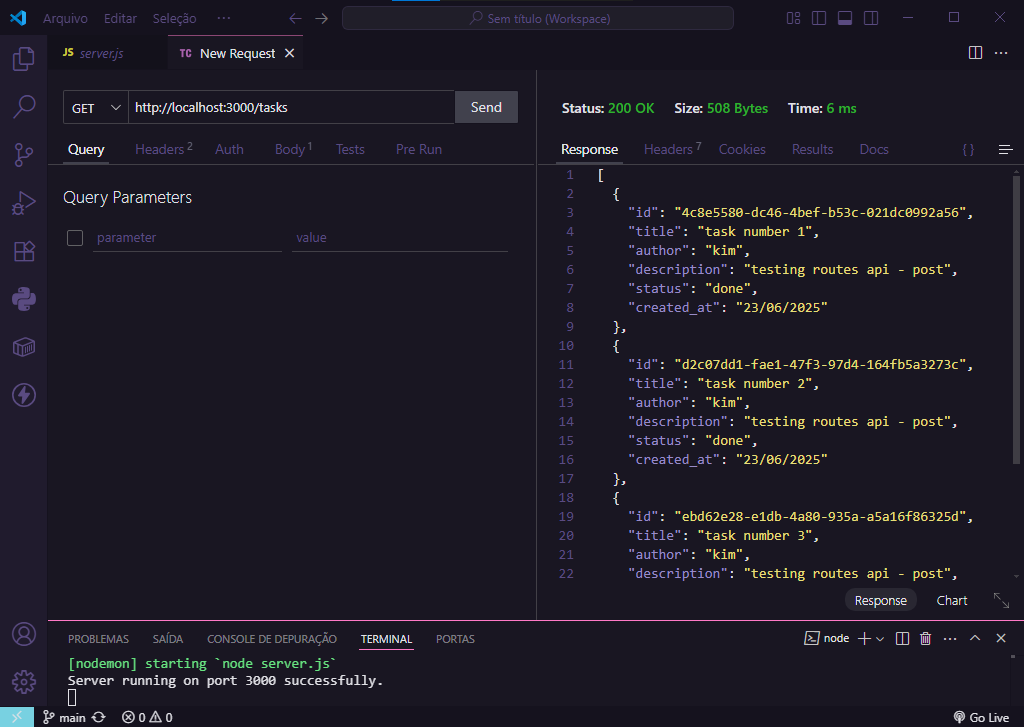 Arquivo Editar Seleção ··· Sem título (Workspace)
JS server.js TC New Request
GET http://localhost:3000/tasks Send
Query Headers 2 Auth Body 1 Tests Pre Run
Query Parameters
parameter value
Status: 200 OK Size: 508 Bytes Time: 6 ms
Response Headers 7 Cookies Results Docs { }
1 [
2 {
3 "id": "4c8e5580-dc46-4bef-b53c-021dc0992a56",
4 "title": "task number 1",
5 "author": "kim",
6 "description": "testing routes api - post",
7 "status": "done",
8 "created_at": "23/06/2025"
9 },
10 {
11 "id": "d2c07dd1-fae1-47f3-97d4-164fb5a3273c",
12 "title": "task number 2",
13 "author": "kim",
14 "description": "testing routes api - post",
15 "status": "done",
16 "created_at": "23/06/2025"
17 },
18 {
19 "id": "ebd62e28-e1db-4a80-935a-a5a16f86325d",
20 "title": "task number 3",
21 "author": "kim",
22 "description": "testing routes api - post",
Response Chart
PROBLEMAS SAÍDA CONSOLE DE DEPURAÇÃO TERMINAL PORTAS node
[nodemon] starting `node server.js`
Server running on port 3000 successfully.
main 0 0 Go Live